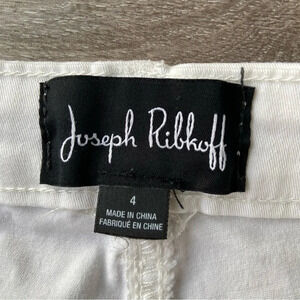 Joseph Ribkoff
4
MADE IN CHINA
FABRIQUÉ EN CHINE